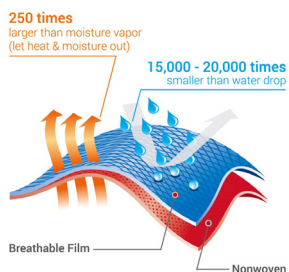 250 times
larger than moisture vapor
(let heat & moisture out)
15,000 - 20,000 times
smaller than water drop
Breathable Film
Nonwoven